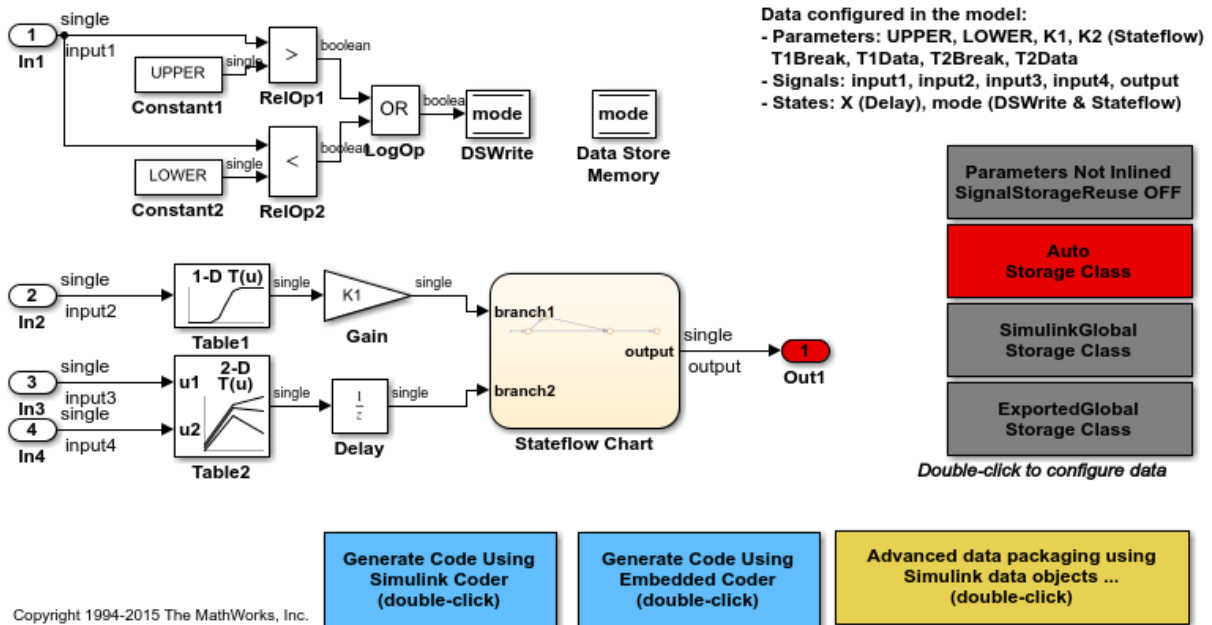 single
1
input1
In1
UPPER
single
Constant1
>
boolean
RelOp1
LOWER
single
Constant2
<
boolean
RelOp2
OR
LogOp
boolea
mode
DSWrite
mode
Data Store
Memory
Data configured in the model:
- Parameters: UPPER, LOWER, K1, K2 (Stateflow)
T1Break, T1Data, T2Break, T2Data
- Signals: input1, input2, input3, input4, output
- States: X (Delay), mode (DSWrite & Stateflow)
Parameters Not Inlined
SignalStorageReuse OFF
Auto
Storage Class
SimulinkGlobal
Storage Class
ExportedGlobal
Storage Class
Double-click to configure data
single
2
input2
In2
1-D T(u)
Table1
single
K1
Gain
single
single
3
input3
In3
single
4
input4
In4
2-D
T(u)
u1
u2
Table2
single
1
z
Delay
single
branch1
branch2
output
Stateflow Chart
single
output
1
Out1
Generate Code Using
Simulink Coder
(double-click)
Generate Code Using
Embedded Coder
(double-click)
Advanced data packaging using
Simulink data objects ...
(double-click)
Copyright 1994-2015 The MathWorks, Inc.